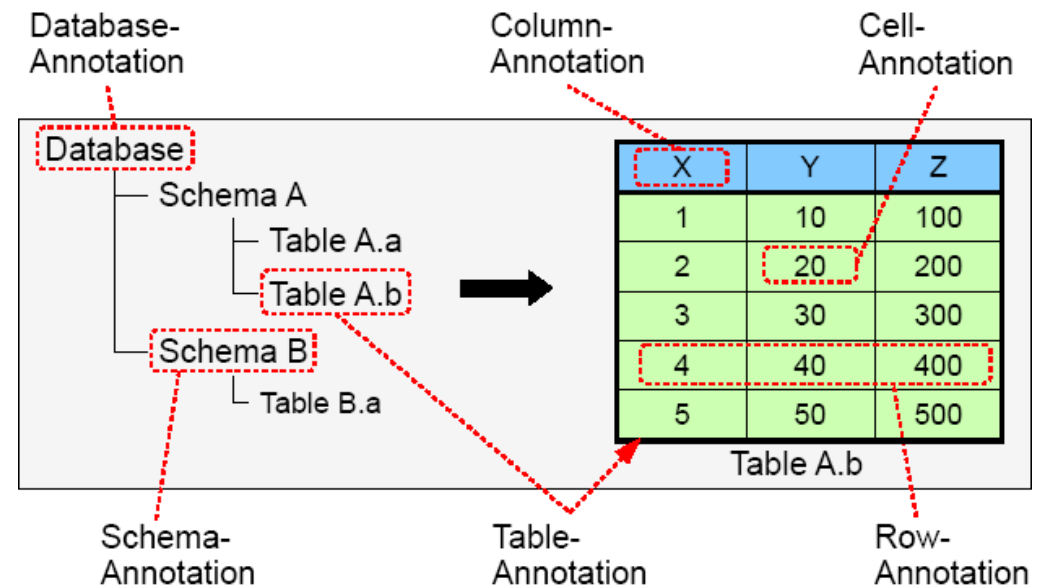 Database-
Annotation
Column-
Annotation
Cell-
Annotation
Database
Schema A
Table A.a
Table A.b
Schema B
Table B.a
X Y Z
1 10 100
2 20 200
3 30 300
4 40 400
5 50 500
Table A.b
Schema-
Annotation
Table-
Annotation
Row-
Annotation